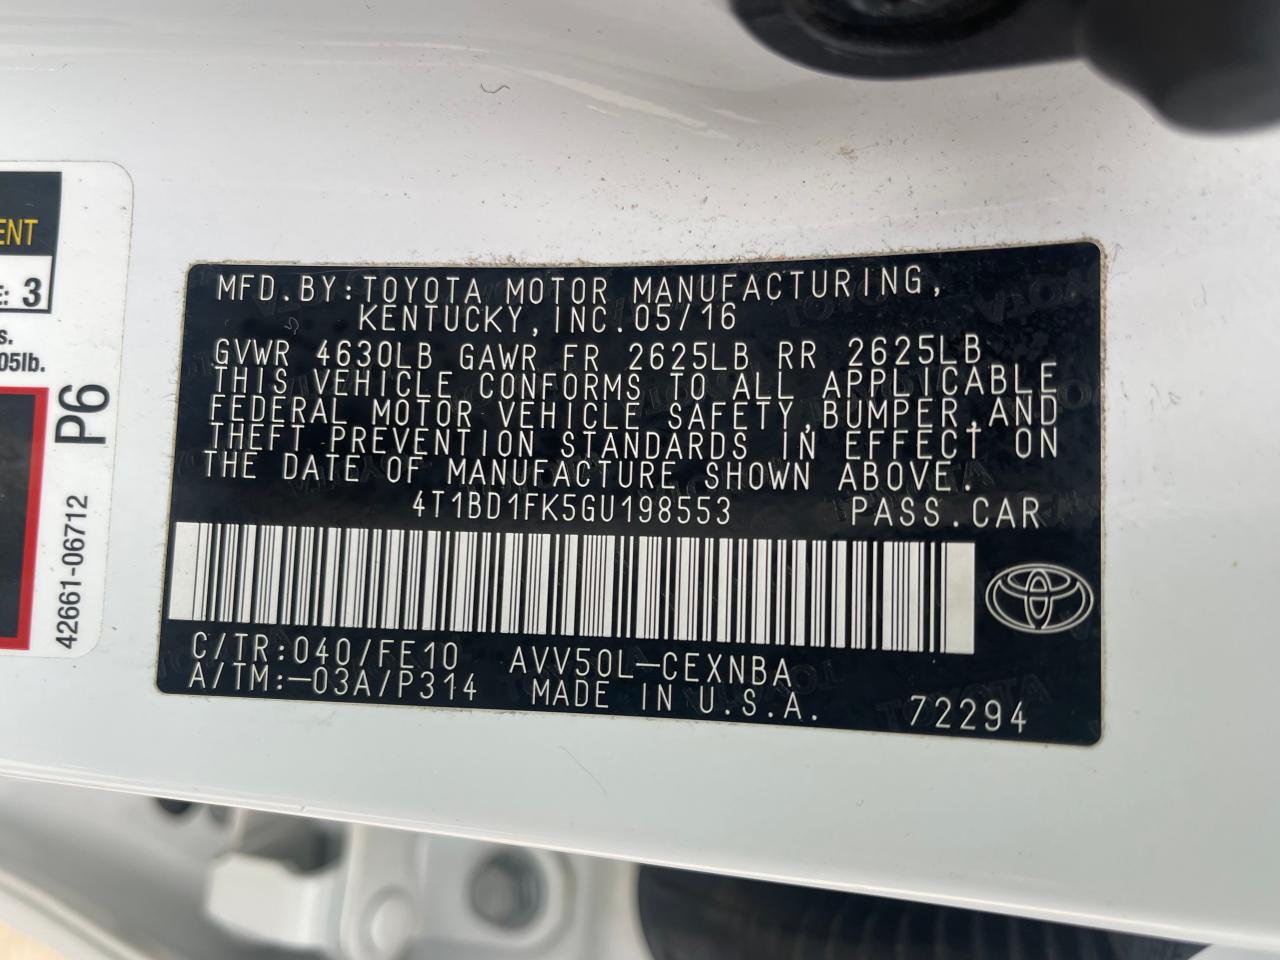 ENT
E: 3
s.
05lb.
P6
42661-06712
MFD.BY:TOYOTA MOTOR MANUFACTURING,
KENTUCKY,INC.05/16
GVWR 4630LB GAWR FR 2625LB RR 2625LB
THIS VEHICLE CONFORMS TO ALL APPLICABLE
FEDERAL MOTOR VEHICLE SAFETY,BUMPER,AND
THEFT PREVENTION STANDARDS IN EFFECT ON
THE DATE OF MANUFACTURE SHOWN ABOVE.
4T1BD1FK5GU198553 PASS.CAR
C/TR:040/FE10 AVV50L-CEXNBA
A/TM:-03A/P314 MADE IN U.S.A. 72294